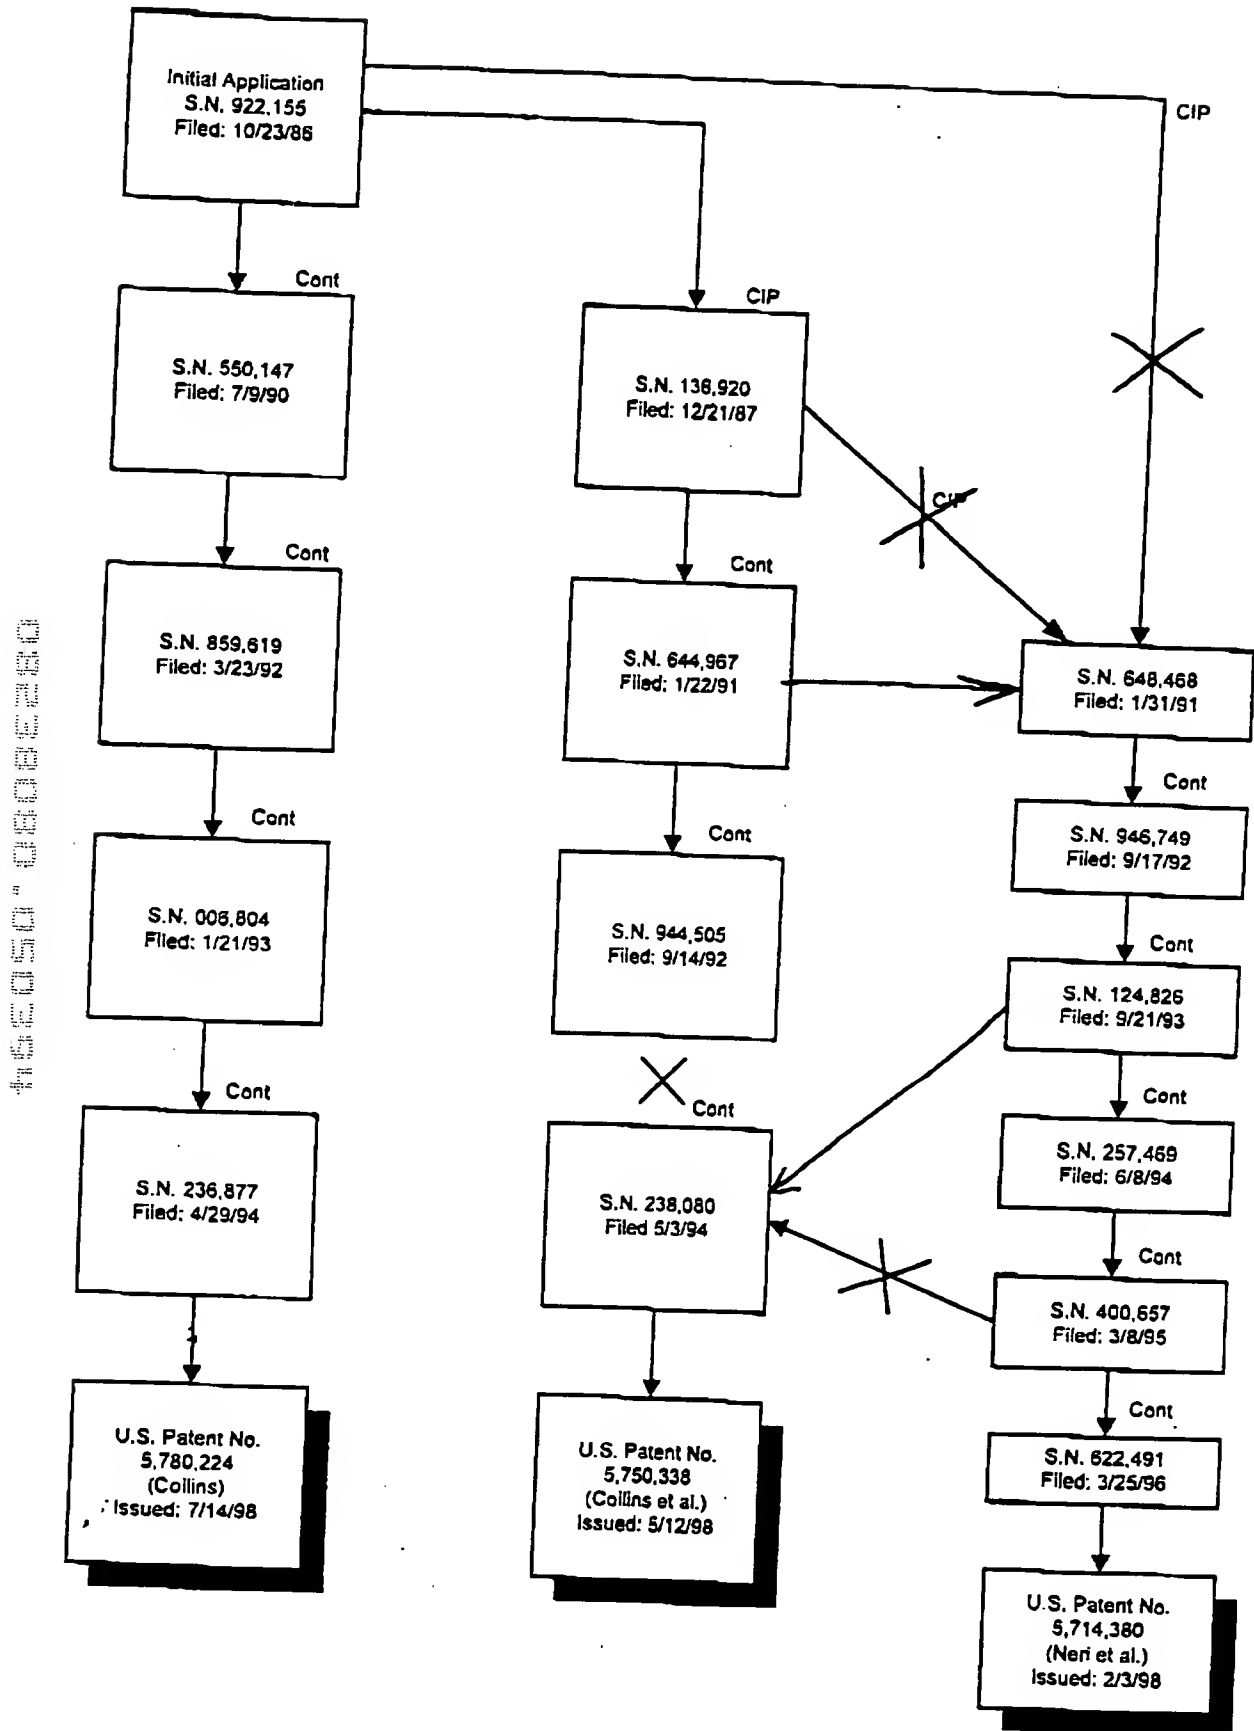 Initial Application
S.N. 922,155
Filed: 10/23/86
CIP
Cont
S.N. 550,147
Filed: 7/9/90
CIP
S.N. 136,920
Filed: 12/21/87
CIP
Cont
S.N. 859,619
Filed: 3/23/92
Cont
S.N. 644,967
Filed: 1/22/91
S.N. 648,468
Filed: 1/31/91
Cont
S.N. 946,749
Filed: 9/17/92
Cont
S.N. 006,804
Filed: 1/21/93
Cont
S.N. 944,505
Filed: 9/14/92
Cont
S.N. 124,826
Filed: 9/21/93
Cont
S.N. 236,877
Filed: 4/29/94
Cont
S.N. 238,080
Filed 5/3/94
Cont
S.N. 257,469
Filed: 6/8/94
Cont
S.N. 400,657
Filed: 3/8/95
Cont
S.N. 622,491
Filed: 3/25/96
U.S. Patent No.
5,780,224
(Collins)
Issued: 7/14/98
U.S. Patent No.
5,750,338
(Collins et al.)
Issued: 5/12/98
U.S. Patent No.
5,714,380
(Neri et al.)
Issued: 2/3/98
08238080.050394